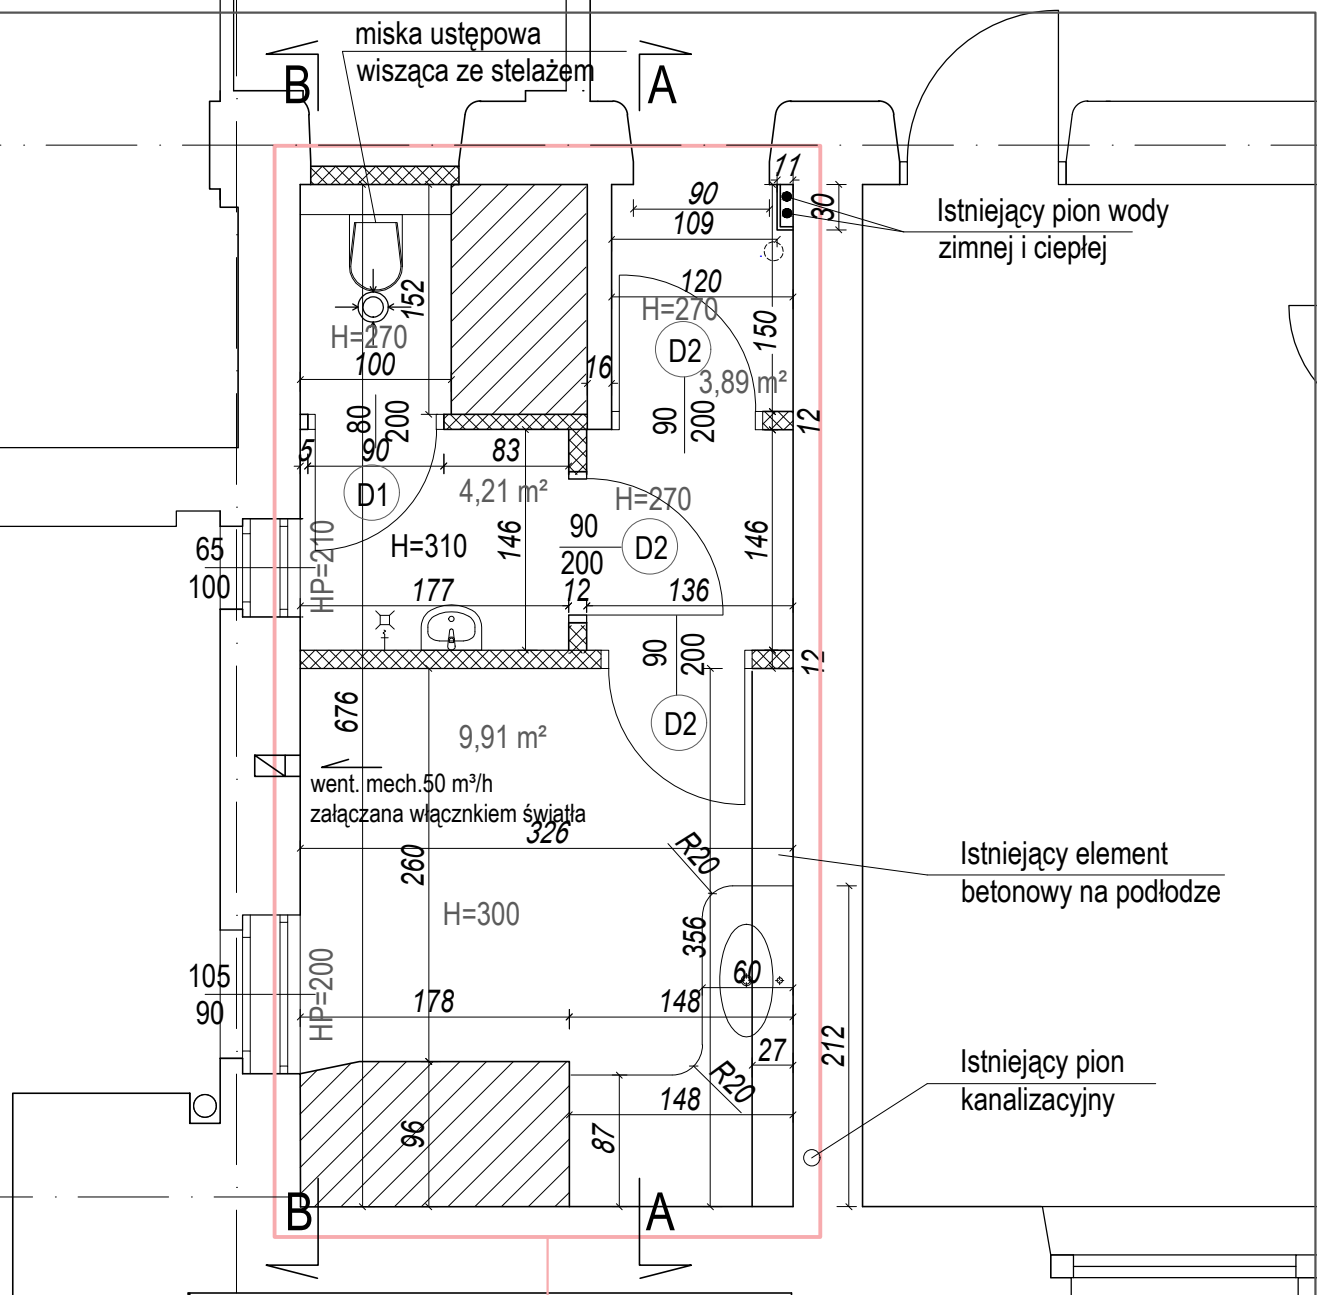 miska ustępowa
wisząca ze stelażem
B
A
11
90
30
109
Istniejący pion wody
zimnej i ciepłej
120
152
H=270
H=270
150
D2
100
16
3,89 m²
80
200
90
200
12
5
90
83
D1
4,21 m²
H=270
HP=210
65
100
H=310
146
90
200
D2
146
177
12
136
90
200
12
676
D2
9,91 m²
went. mech.50 m³/h
załączana włącznkiem światła
326
R20
260
Istniejący element
betonowy na podłodze
H=300
356
105
90
HP=200
60
178
148
27
212
Istniejący pion
kanalizacyjny
R20
148
96
87
B
A